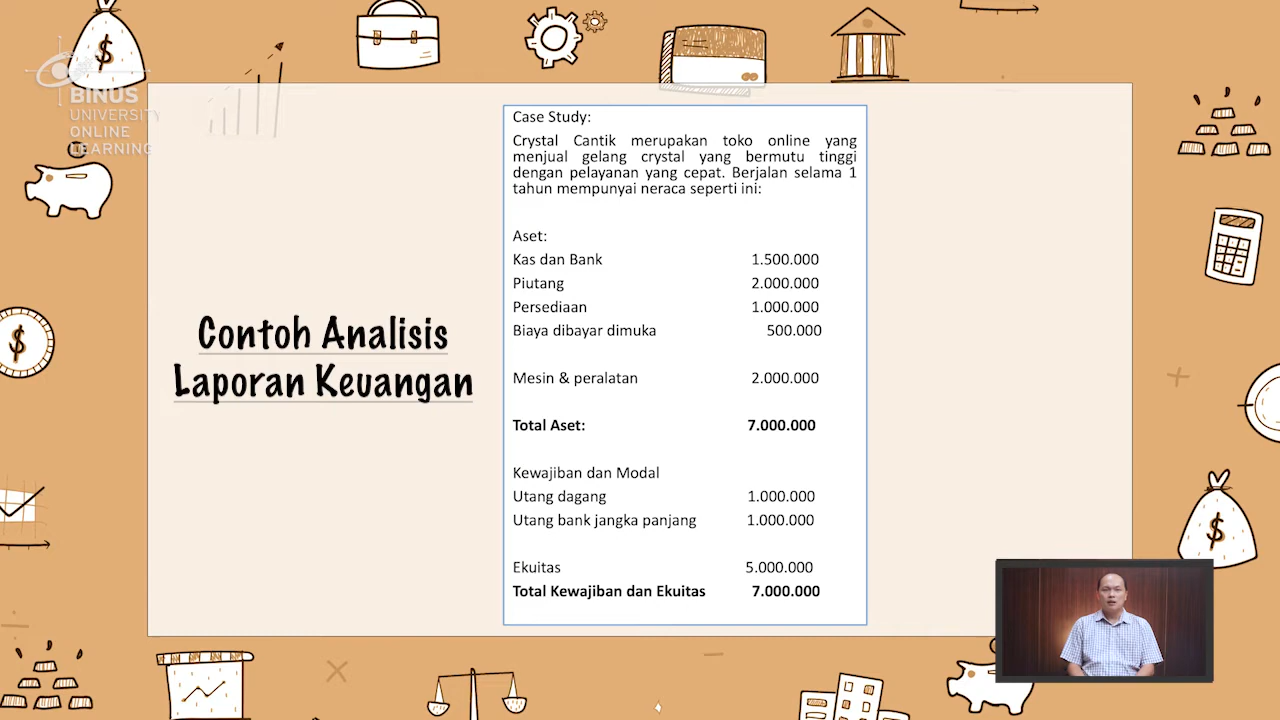 BINUS
UNIVERSITY
ONLINE
LEARNING
Contoh Analisis
Laporan Keuangan
Case Study:
Crystal Cantik merupakan toko online yang
menjual gelang crystal yang bermutu tinggi
dengan pelayanan yang cepat. Berjalan selama 1
tahun mempunyai neraca seperti ini:
Aset:
Kas dan Bank 1.500.000
Piutang 2.000.000
Persediaan 1.000.000
Biaya dibayar dimuka 500.000
Mesin & peralatan 2.000.000
Total Aset: 7.000.000
Kewajiban dan Modal
Utang dagang 1.000.000
Utang bank jangka panjang 1.000.000
Ekuitas 5.000.000
Total Kewajiban dan Ekuitas 7.000.000